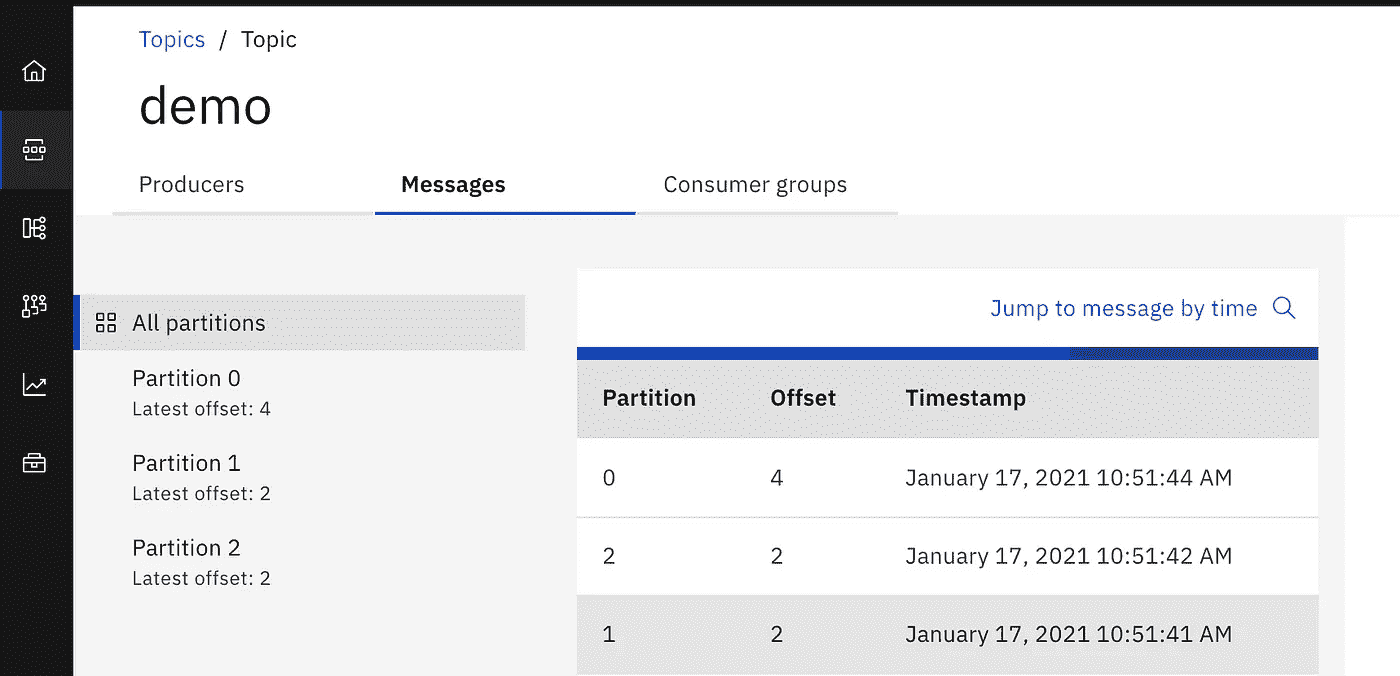 Topics / Topic
demo
Producers
Messages
Consumer groups
All partitions
Partition 0
Latest offset: 4
Partition 1
Latest offset: 2
Partition 2
Latest offset: 2
Jump to message by time
Partition Offset Timestamp
0 4 January 17, 2021 10:51:44 AM
2 2 January 17, 2021 10:51:42 AM
1 2 January 17, 2021 10:51:41 AM